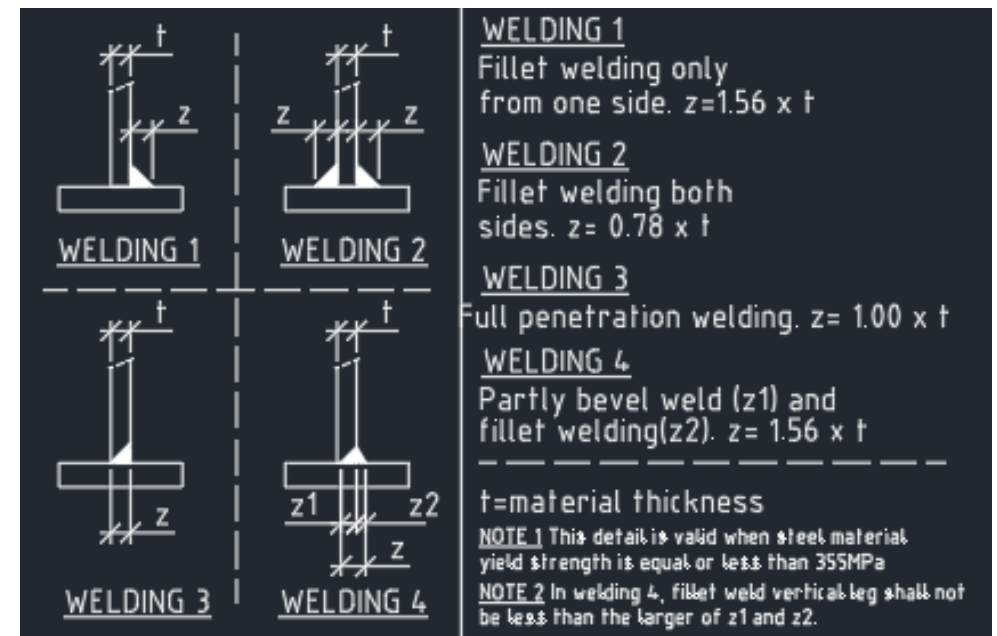 t
z
WELDING 1
t
z
z
WELDING 2
t
z
WELDING 3
t
z1
z2
z
WELDING 4
WELDING 1
Fillet welding only
from one side. z=1.56 x t
WELDING 2
Fillet welding both
sides. z= 0.78 x t
WELDING 3
Full penetration welding. z= 1.00 x t
WELDING 4
Partly bevel weld (z1) and
fillet welding(z2). z= 1.56 x t
t=material thickness
NOTE 1 This detail is valid when steel material
yield strength is equal or less than 355MPa
NOTE 2 In welding 4, fillet weld vertical leg shall not
be less than the larger of z1 and z2.